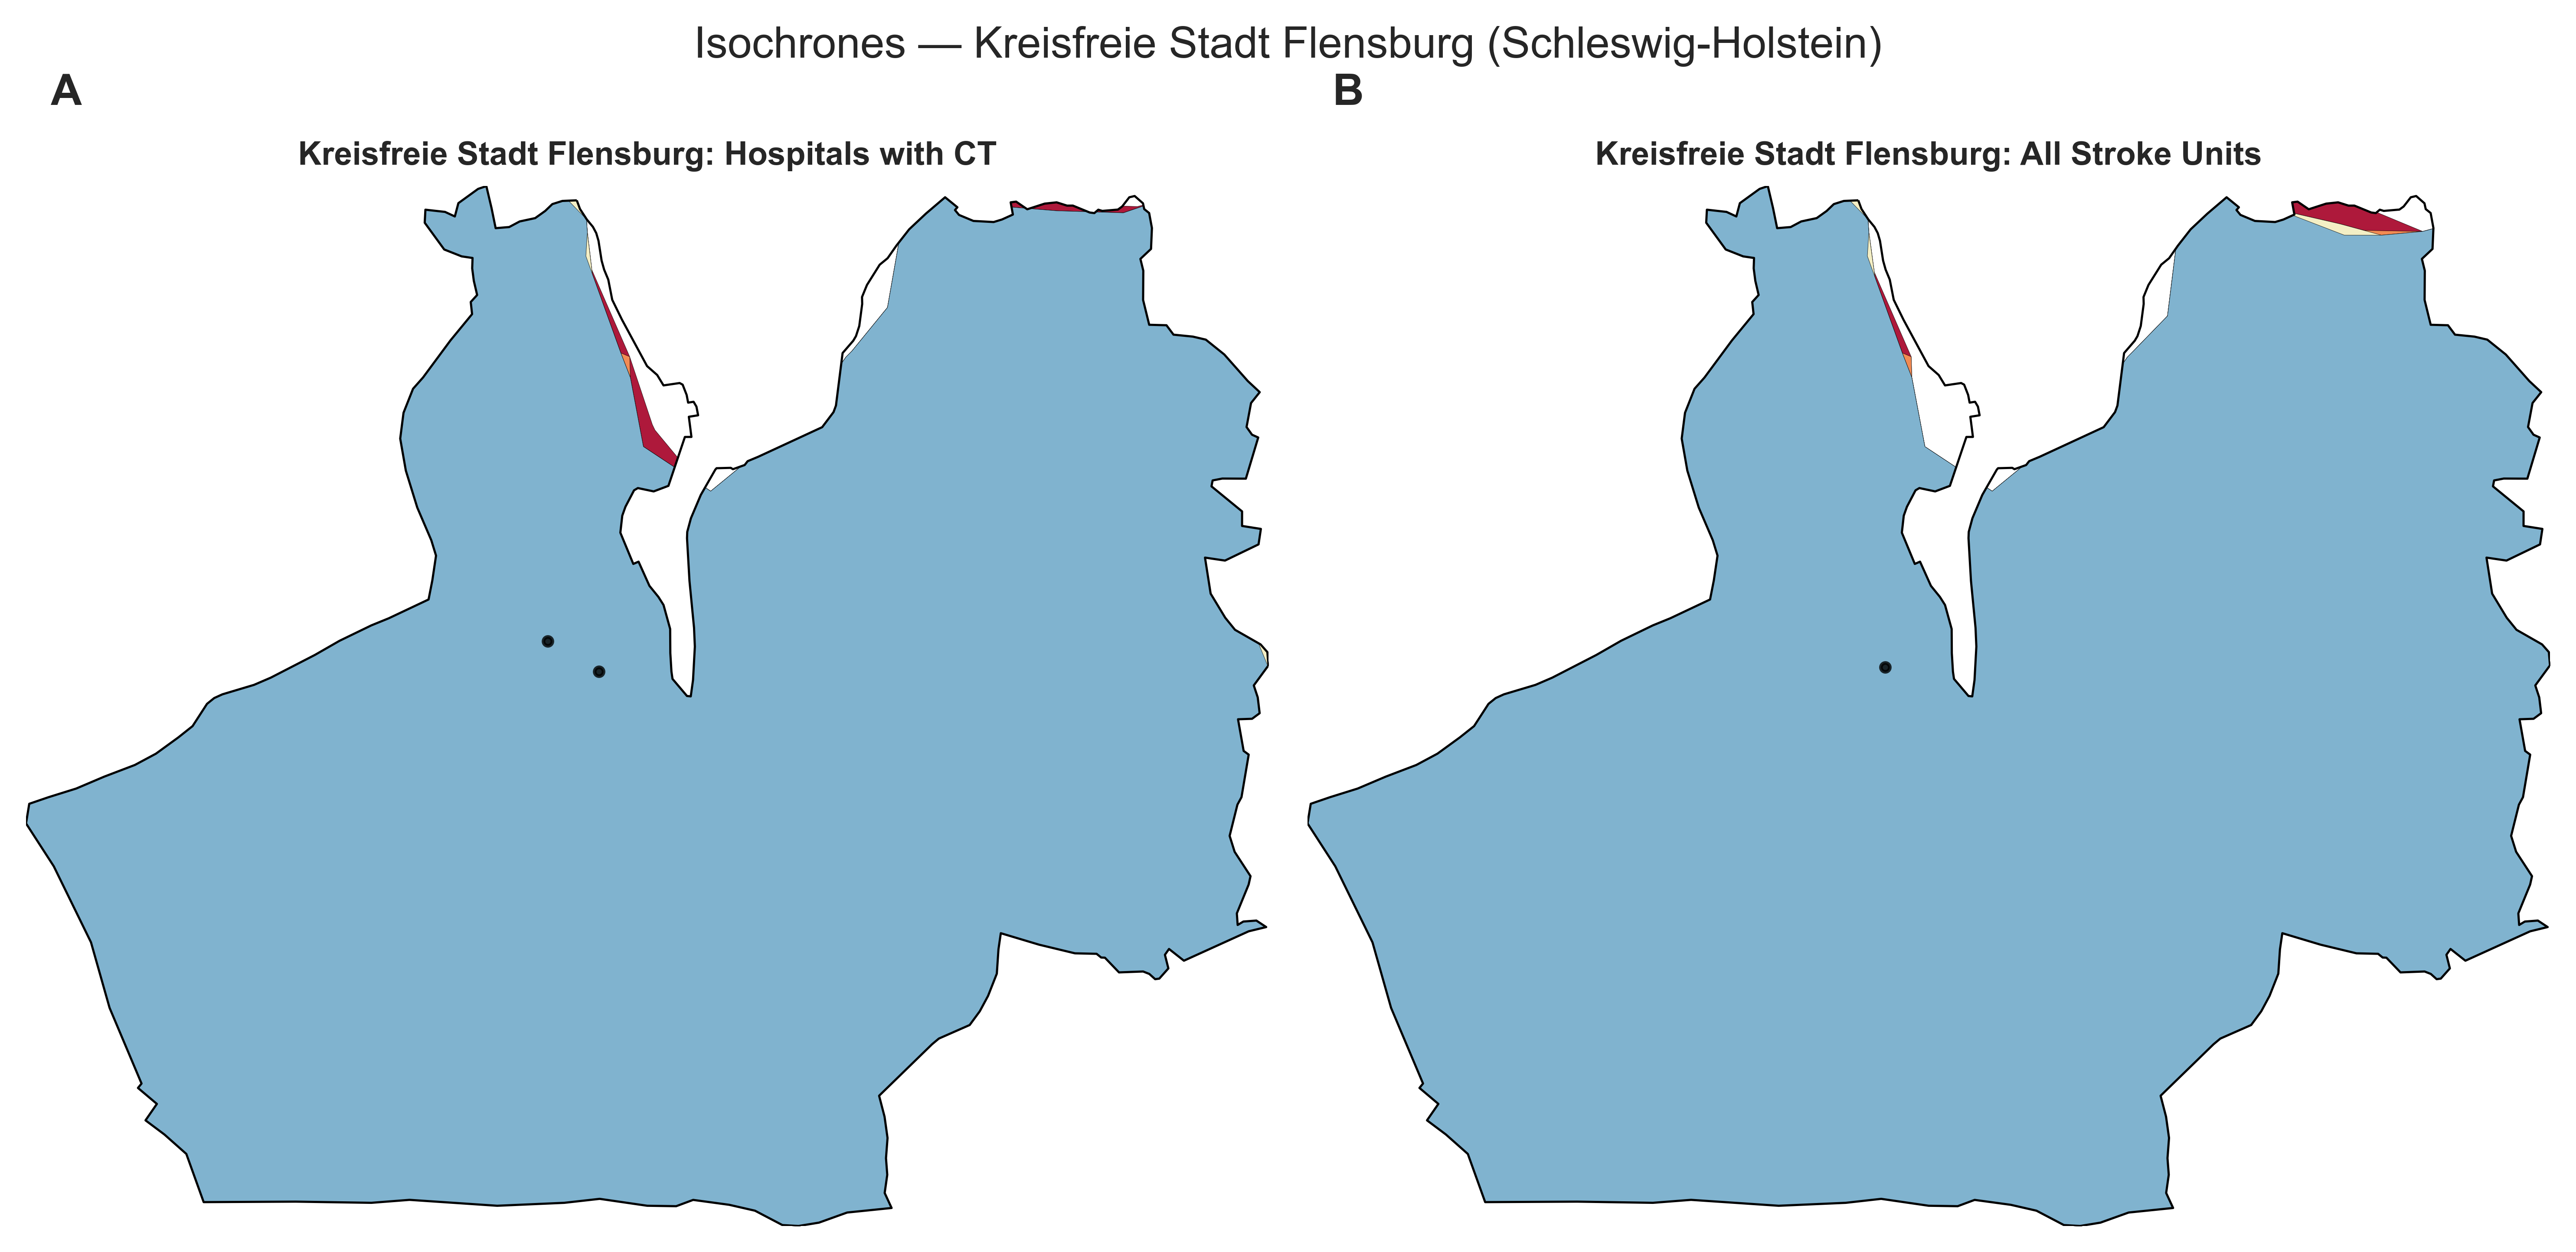 Isochrones — Kreisfreie Stadt Flensburg (Schleswig-Holstein)
A
B
Kreisfreie Stadt Flensburg: Hospitals with CT
Kreisfreie Stadt Flensburg: All Stroke Units